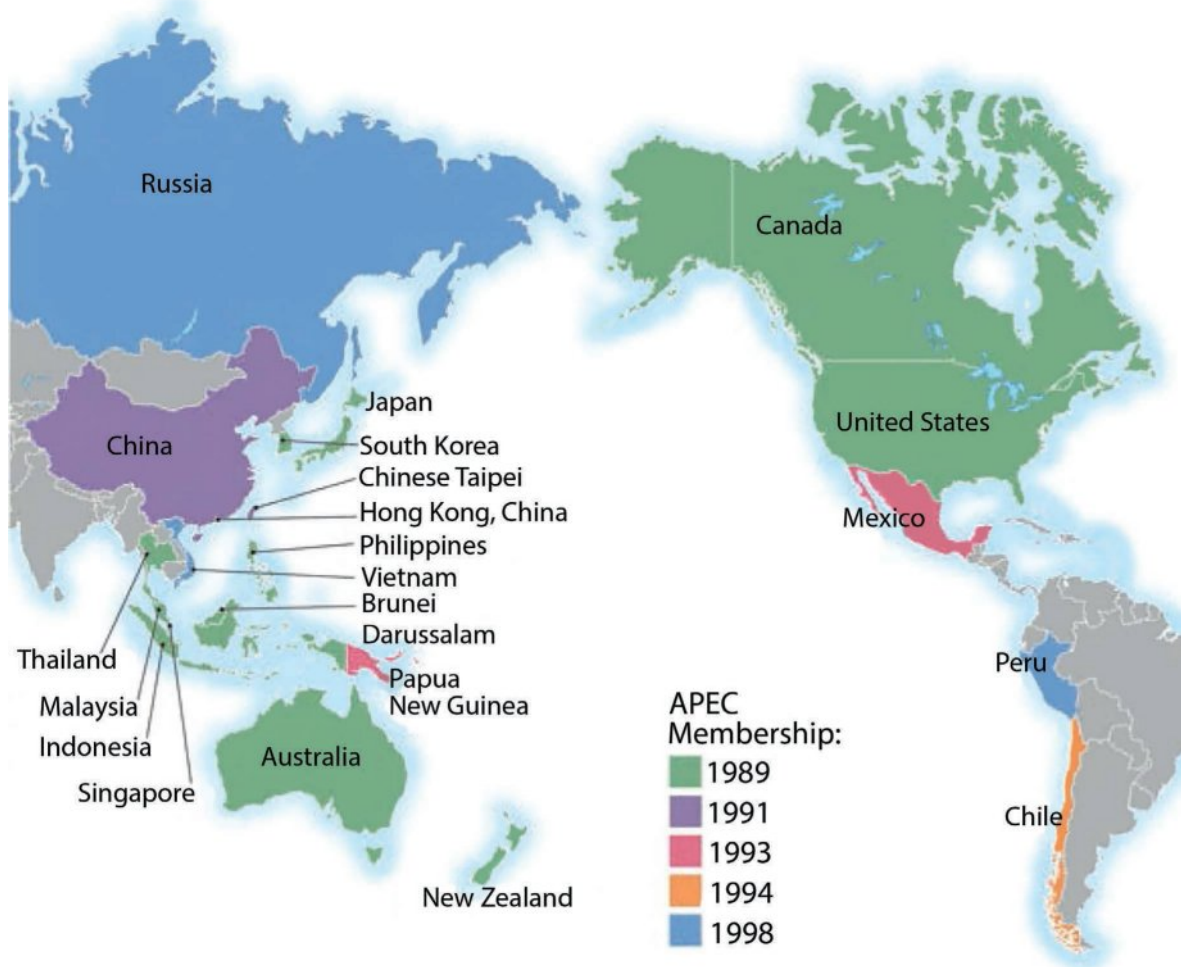 Russia
Canada
Japan
United States
South Korea
China
Chinese Taipei
Hong Kong, China
Mexico
Philippines
Vietnam
Brunei
Darussalam
Thailand
Peru
Papua
New Guinea
Malaysia
Indonesia
Singapore
Australia
Chile
New Zealand
APEC
Membership:
1989
1991
1993
1994
1998